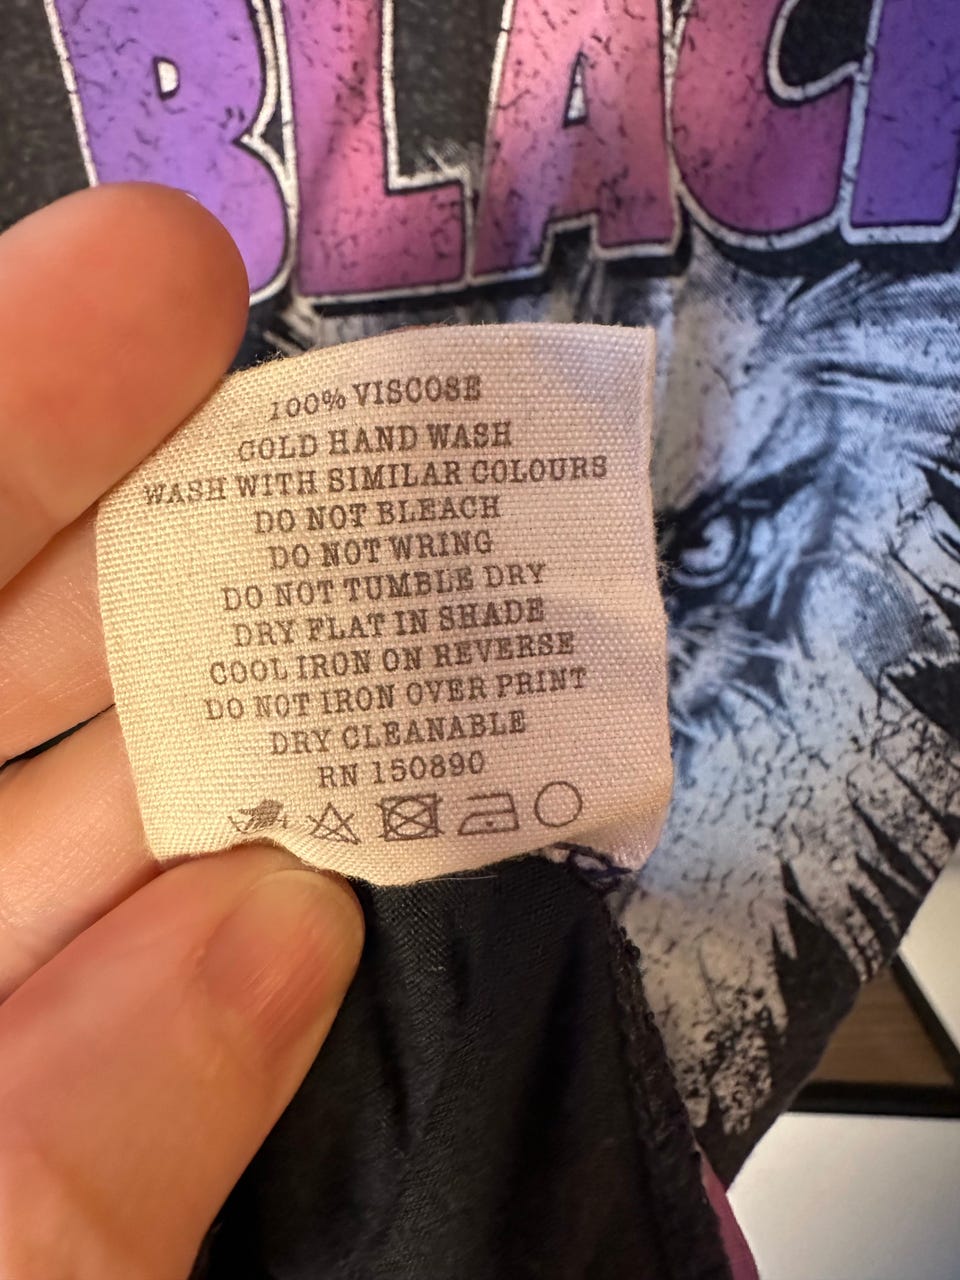 BLACK
100% VISCOSE
COLD HAND WASH
WASH WITH SIMILAR COLOURS
DO NOT BLEACH
DO NOT WRING
DO NOT TUMBLE DRY
DRY FLAT IN SHADE
COOL IRON ON REVERSE
DO NOT IRON OVER PRINT
DRY CLEANABLE
RN 150890